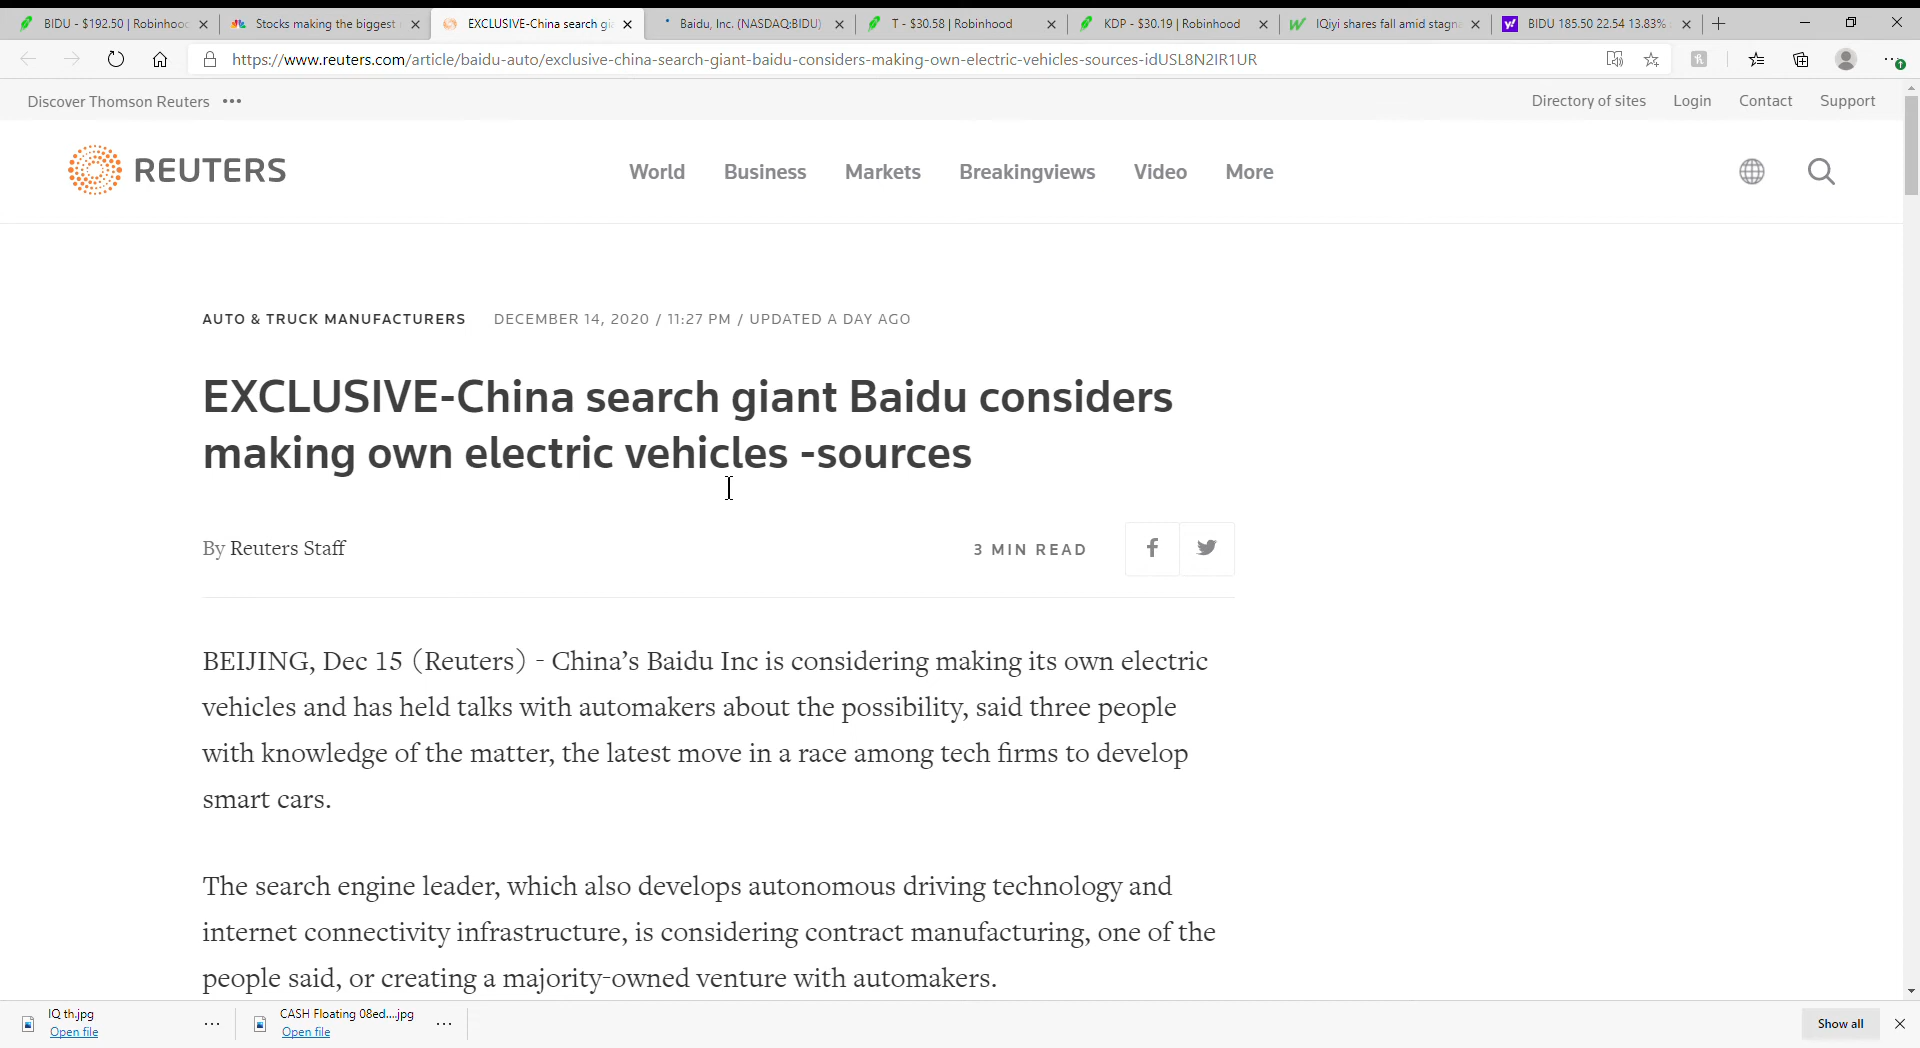 BIDU - $192.50 | Robinhood
Stocks making the biggest
EXCLUSIVE-China search gi
Baidu, Inc. (NASDAQ:BIDU)
T - $30.58 | Robinhood
KDP - $30.19 | Robinhood
IQiyi shares fall amid stagn
BIDU 185.50 22.54 13.83%
https://www.reuters.com/article/baidu-auto/exclusive-china-search-giant-baidu-considers-making-own-electric-vehicles-sources-idUSL8N2IR1UR
Discover Thomson Reuters
Directory of sites Login Contact Support
REUTERS
World Business Markets Breakingviews Video More
AUTO & TRUCK MANUFACTURERS DECEMBER 14, 2020 / 11:27 PM / UPDATED A DAY AGO
EXCLUSIVE-China search giant Baidu considers
making own electric vehicles -sources
By Reuters Staff
3 MIN READ
BEIJING, Dec 15 (Reuters) - China’s Baidu Inc is considering making its own electric
vehicles and has held talks with automakers about the possibility, said three people
with knowledge of the matter, the latest move in a race among tech firms to develop
smart cars.
The search engine leader, which also develops autonomous driving technology and
internet connectivity infrastructure, is considering contract manufacturing, one of the
people said, or creating a majority-owned venture with automakers.
IQ th.jpg
Open file
CASH Floating 08ed....jpg
Open file
Show all